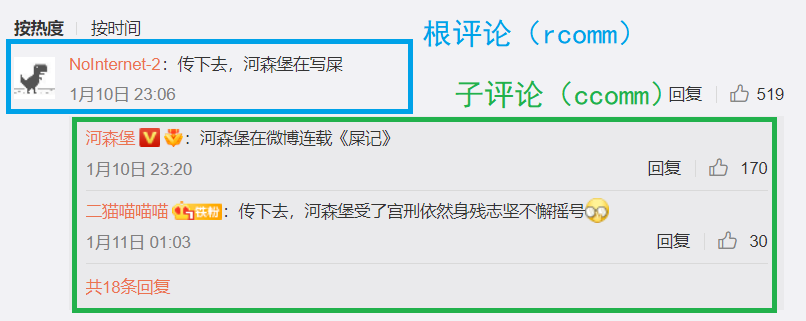 按热度 按时间
根评论（rcomm）
NoInternet-2：传下去，河森堡在写屎
1月10日 23:06
子评论（ccomm）
回复 519
河森堡 V ：河森堡在微博连载《屎记》
1月10日 23:20
回复 170
二猫喵喵喵 铁粉：传下去，河森堡受了宫刑依然身残志坚不懈摇号
1月11日 01:03
回复 30
共18条回复